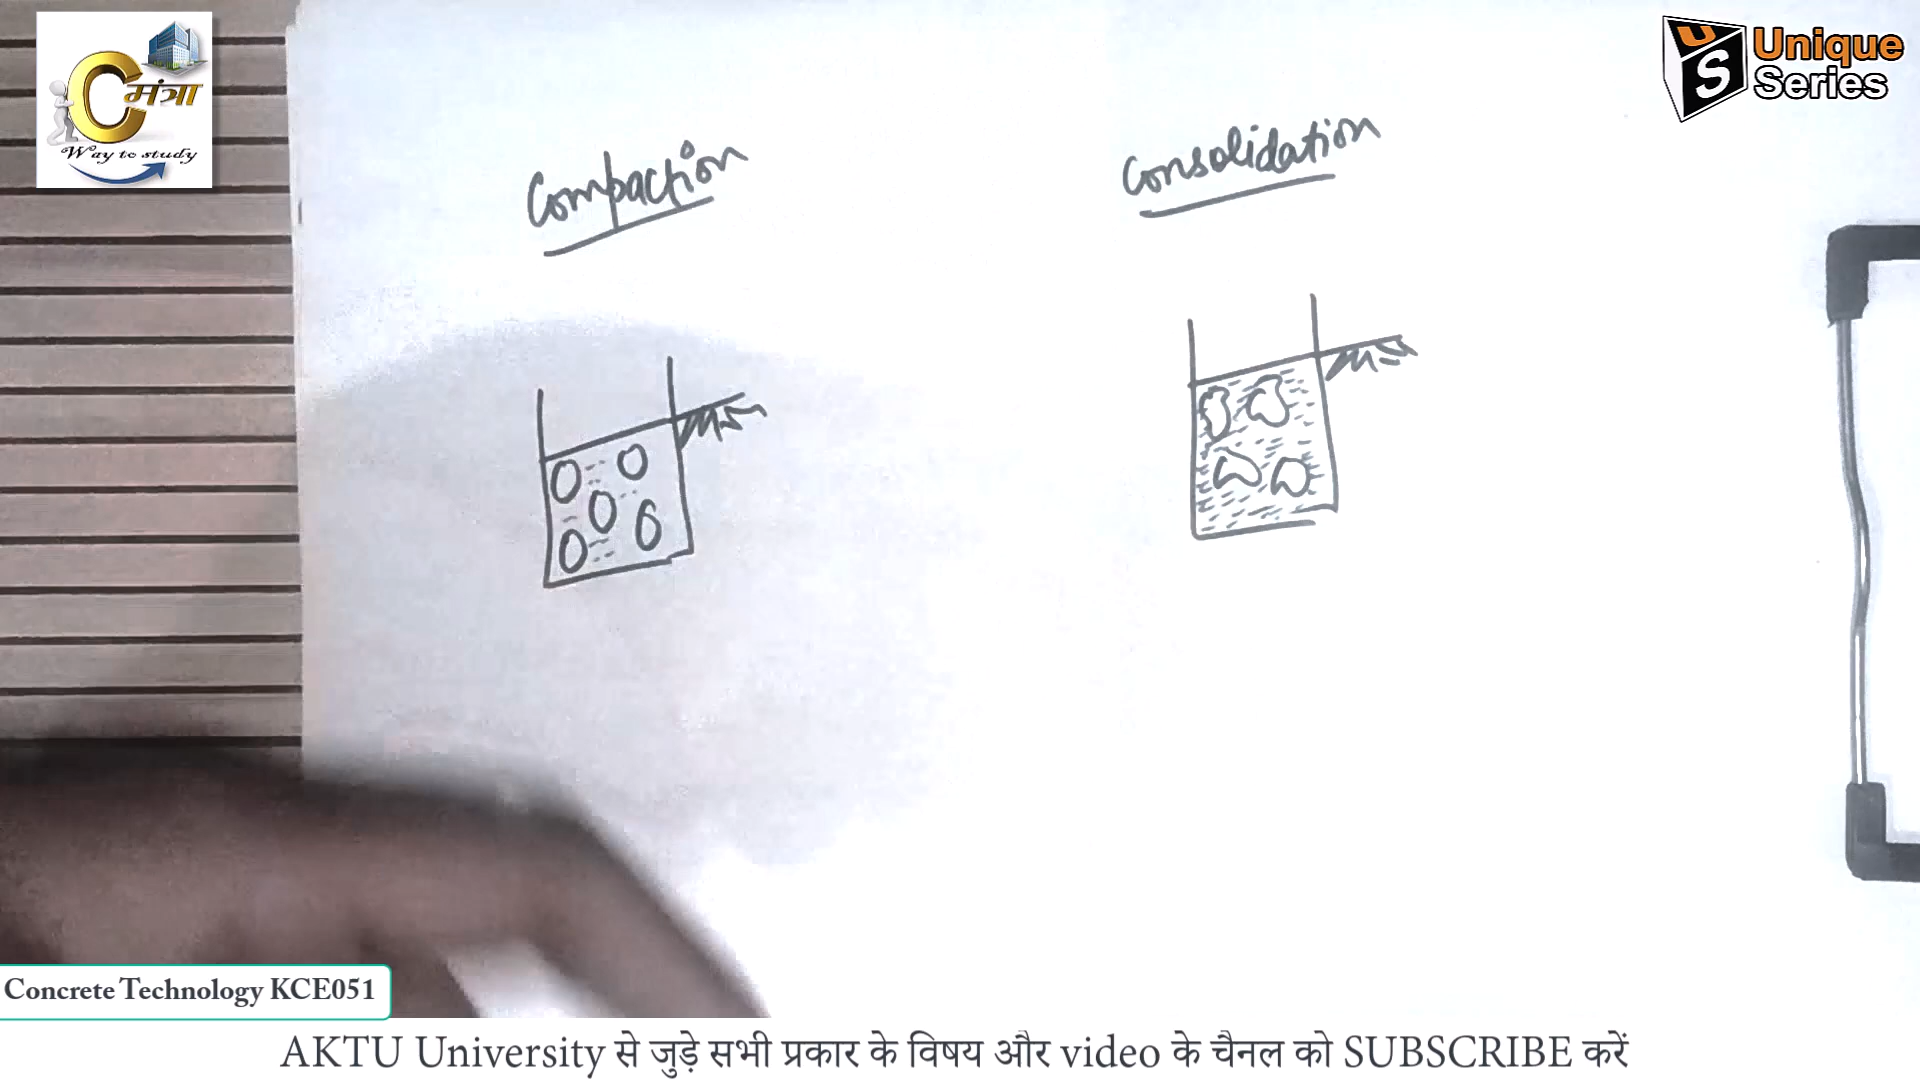 C मंत्रा
Way to study
US Unique
Series
Compaction
Consolidation
Concrete Technology KCE051
AKTU University से जुड़े सभी प्रकार के विषय और video के चैनल को SUBSCRIBE करें